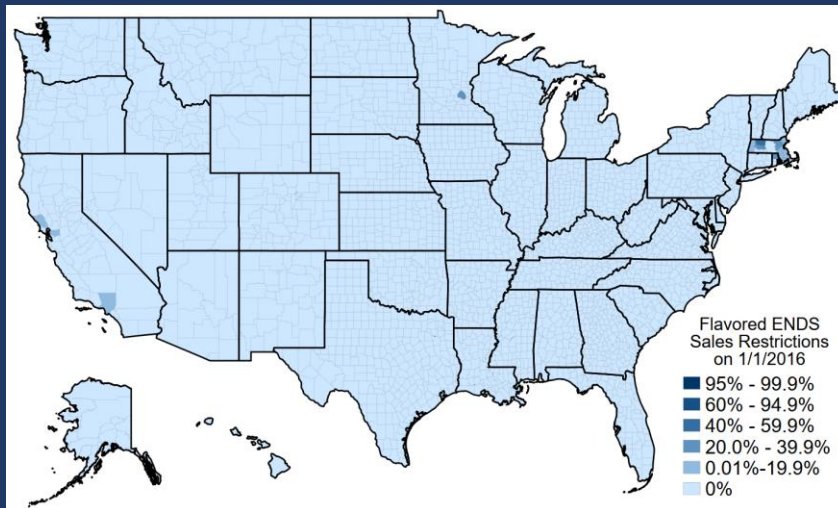 Flavored ENDS
Sales Restrictions
on 1/1/2016
95% - 99.9%
60% - 94.9%
40% - 59.9%
20.0% - 39.9%
0.01%-19.9%
0%